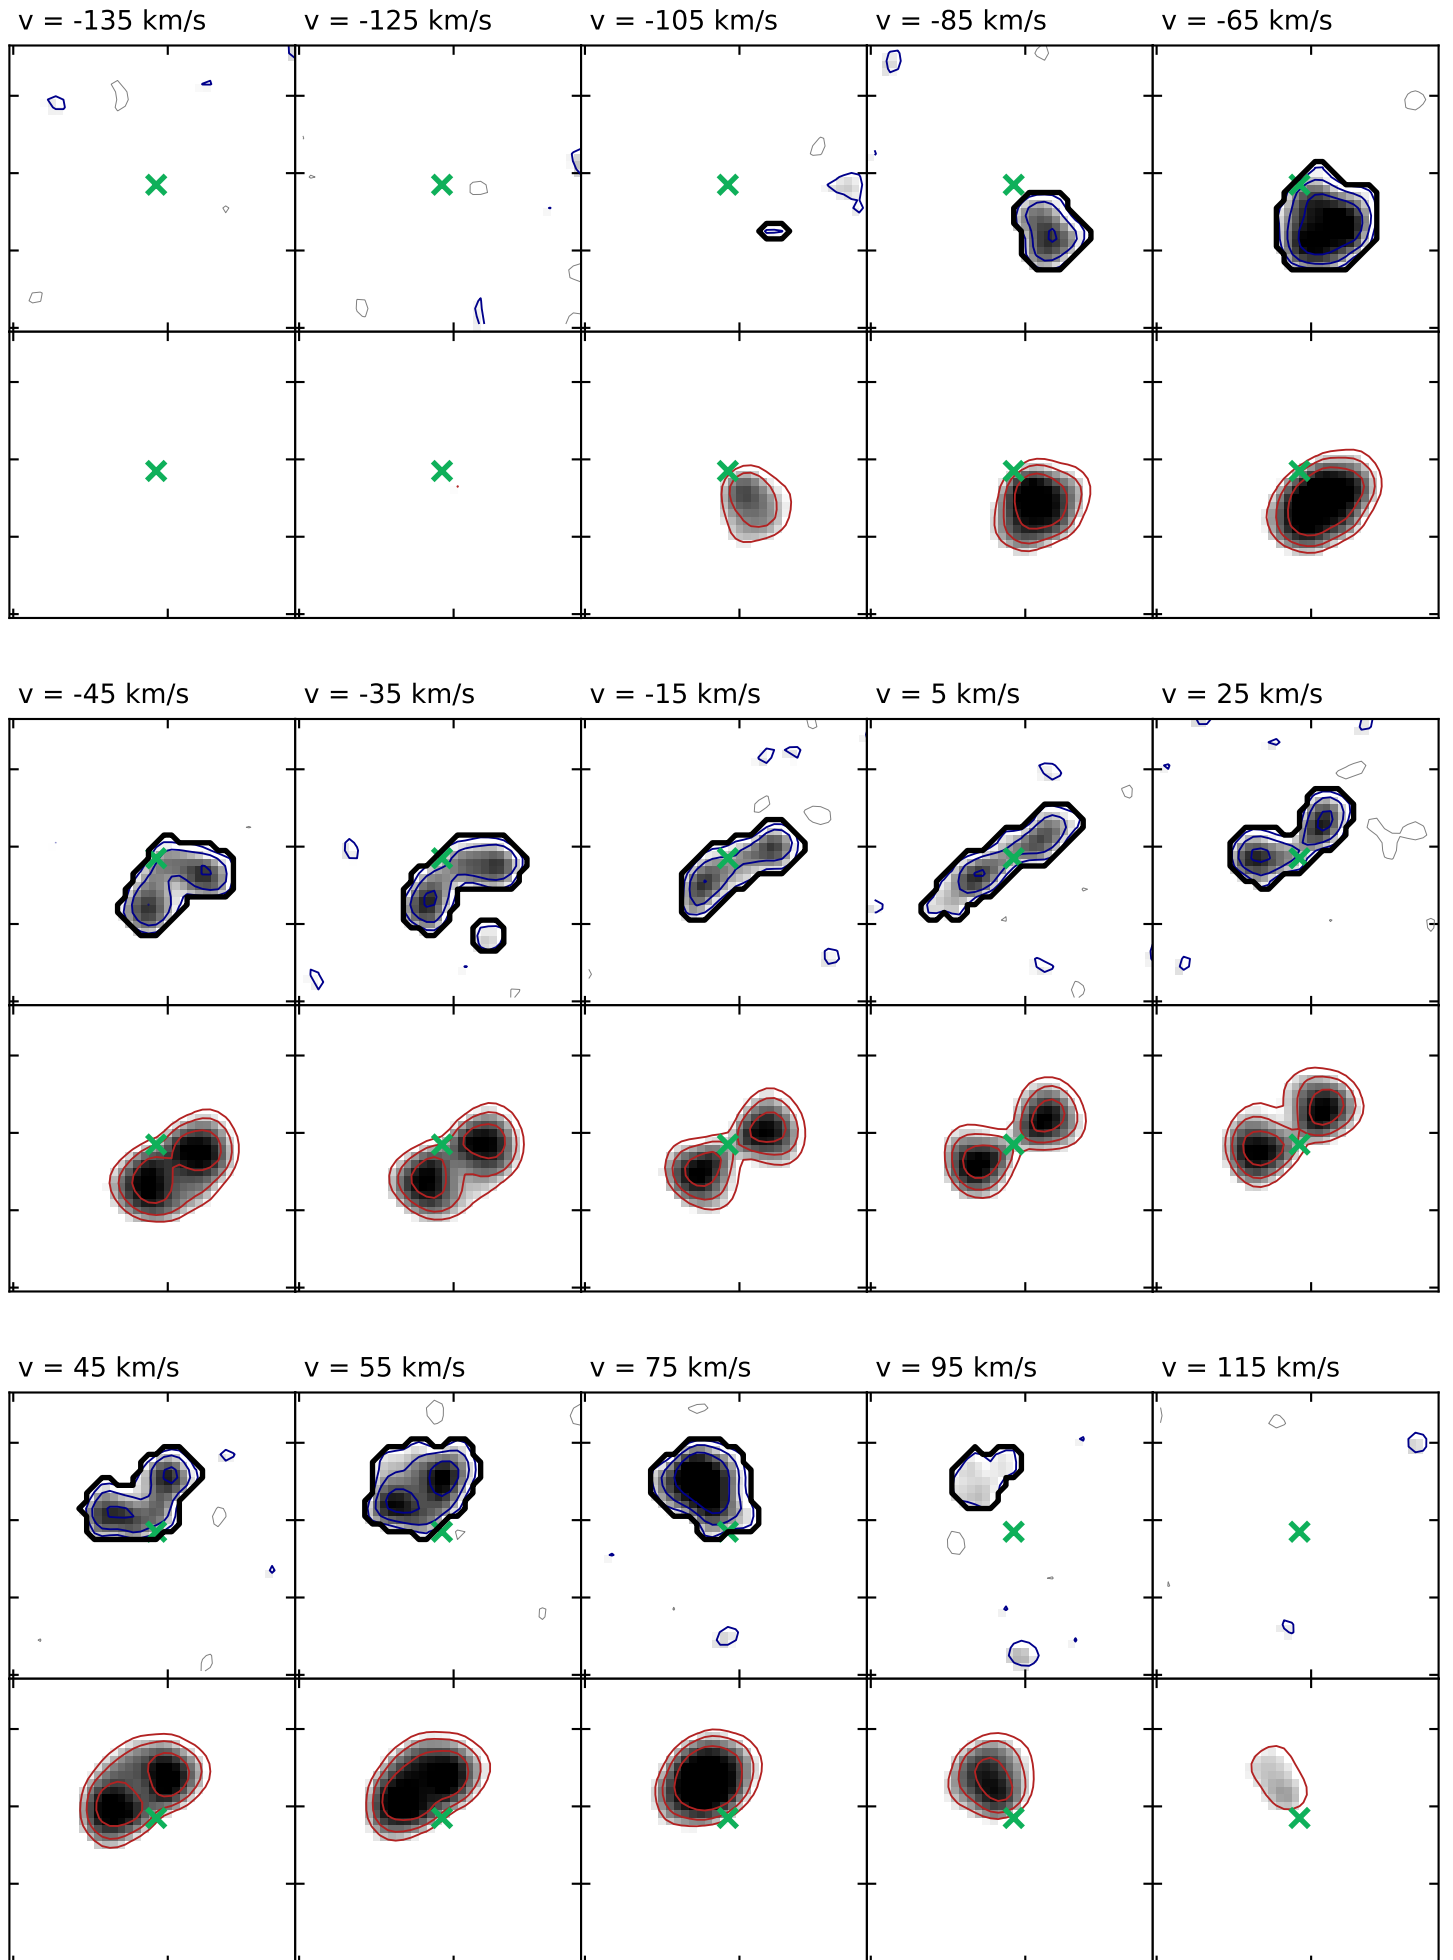 v = -135 km/s v = -125 km/s v = -105 km/s v = -85 km/s v = -65 km/s
v = -45 km/s v = -35 km/s v = -15 km/s v = 5 km/s v = 25 km/s
v = 45 km/s v = 55 km/s v = 75 km/s v = 95 km/s v = 115 km/s